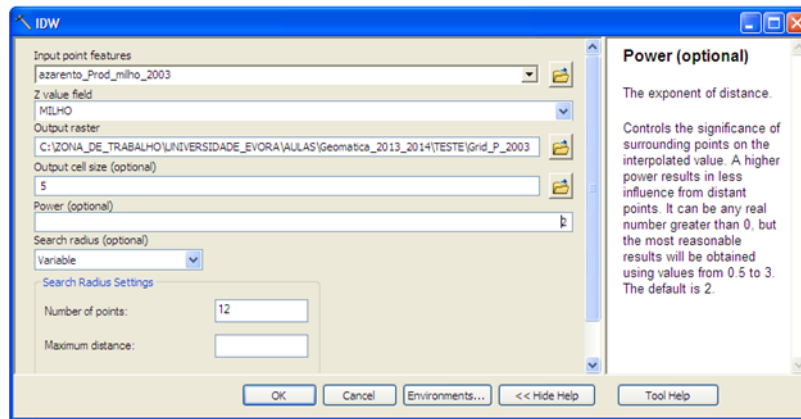 IDW
Input point features
azarento_Prod_milho_2003
Z value field
MILHO
Output raster
C:\ZONA_DE_TRABALHO\UNIVERSIDADE_EVORA\AULAS\Geomatica_2013_2014\TESTE\Grid_P_2003
Output cell size (optional)
5
Power (optional)
2
Search radius (optional)
Variable
Search Radius Settings
Number of points:
12
Maximum distance:
OK
Cancel
Environments...
<< Hide Help
Power (optional)
The exponent of distance.
Controls the significance of
surrounding points on the
interpolated value. A higher
power results in less
influence from distant
points. It can be any real
number greater than 0, but
the most reasonable
results will be obtained
using values from 0.5 to 3.
The default is 2.
Tool Help